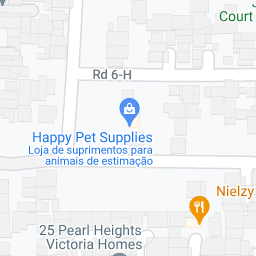 Court
Rd 6-H
Happy Pet Supplies
Loja de suprimentos para
animais de estimação
Nielzy
25 Pearl Heights
Victoria Homes